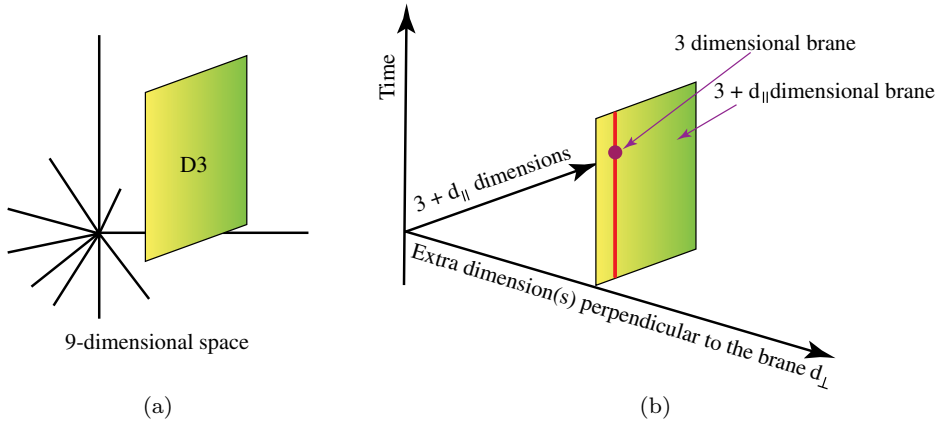 D3
9-dimensional space
(a)
Time
3 dimensional brane
3 + d∥dimensional brane
3 + d∥ dimensions
Extra dimension(s) perpendicular to the brane d⊥
(b)